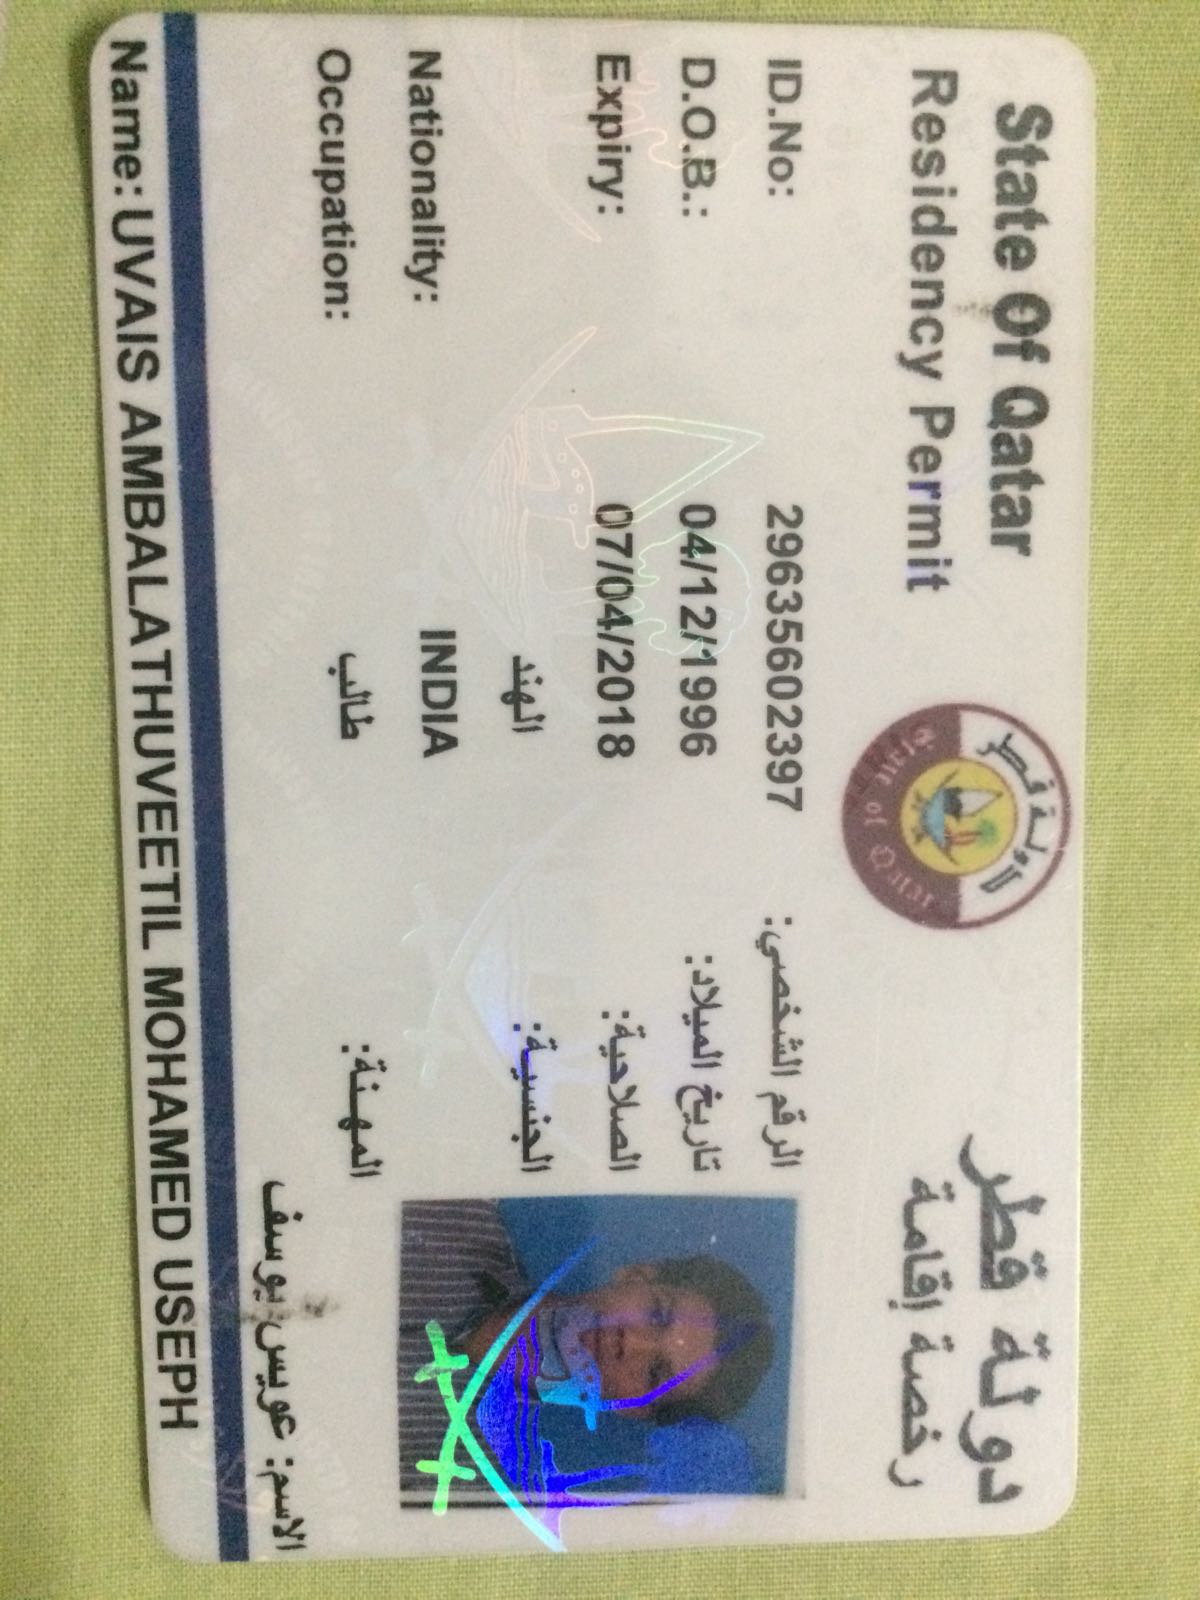 State Of Qatar
دولة قطر
Residency Permit
رخصة إقامة
دولة قطر
State of Qatar
ID.No: 29635602397 الرقم الشخصي:
D.O.B.: 04/12/1996 تاريخ الميلاد:
Expiry: 07/04/2018 الصلاحية:
الهند الجنسية:
Nationality: INDIA
Occupation: طالب المهنة:
الاسم: عويس يوسف
Name: UVAIS AMBALATHUVEETIL MOHAMED USEPH